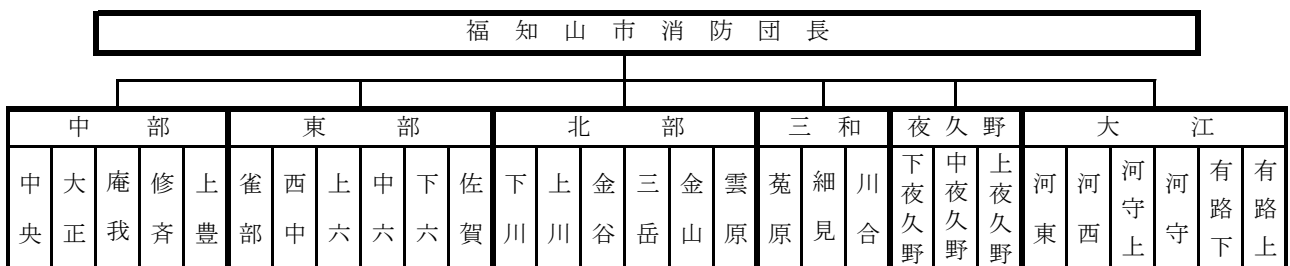 福知山市消防団長
中部
東部
北部
三和
夜久野
大江
中央
大正
庵我
修斉
上豊
雀部
西中
上六
中六
下六
佐賀
下川
上川
金谷
三岳
金山
雲原
菟原
細見
川合
下夜久野
中夜久野
上夜久野
河東
河西
河守上
河守
有路下
有路上